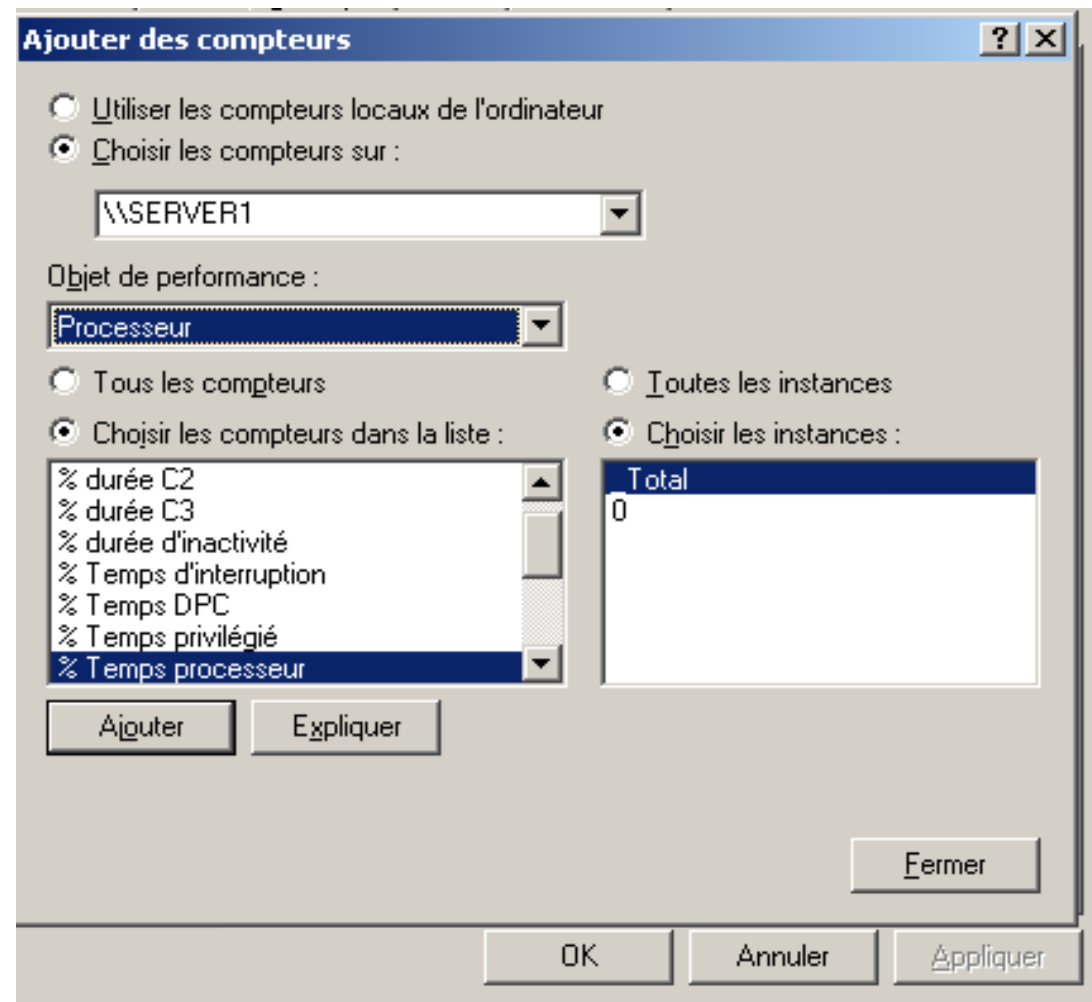 Ajouter des compteurs
Utiliser les compteurs locaux de l'ordinateur
Choisir les compteurs sur :
\\SERVER1
Objet de performance :
Processeur
Tous les compteurs
Toutes les instances
Choisir les compteurs dans la liste :
Choisir les instances :
% durée C2
% durée C3
% durée d'inactivité
% Temps d'interruption
% Temps DPC
% Temps privilégié
% Temps processeur
_Total
0
Ajouter
Expliquer
Fermer
OK
Annuler
Appliquer